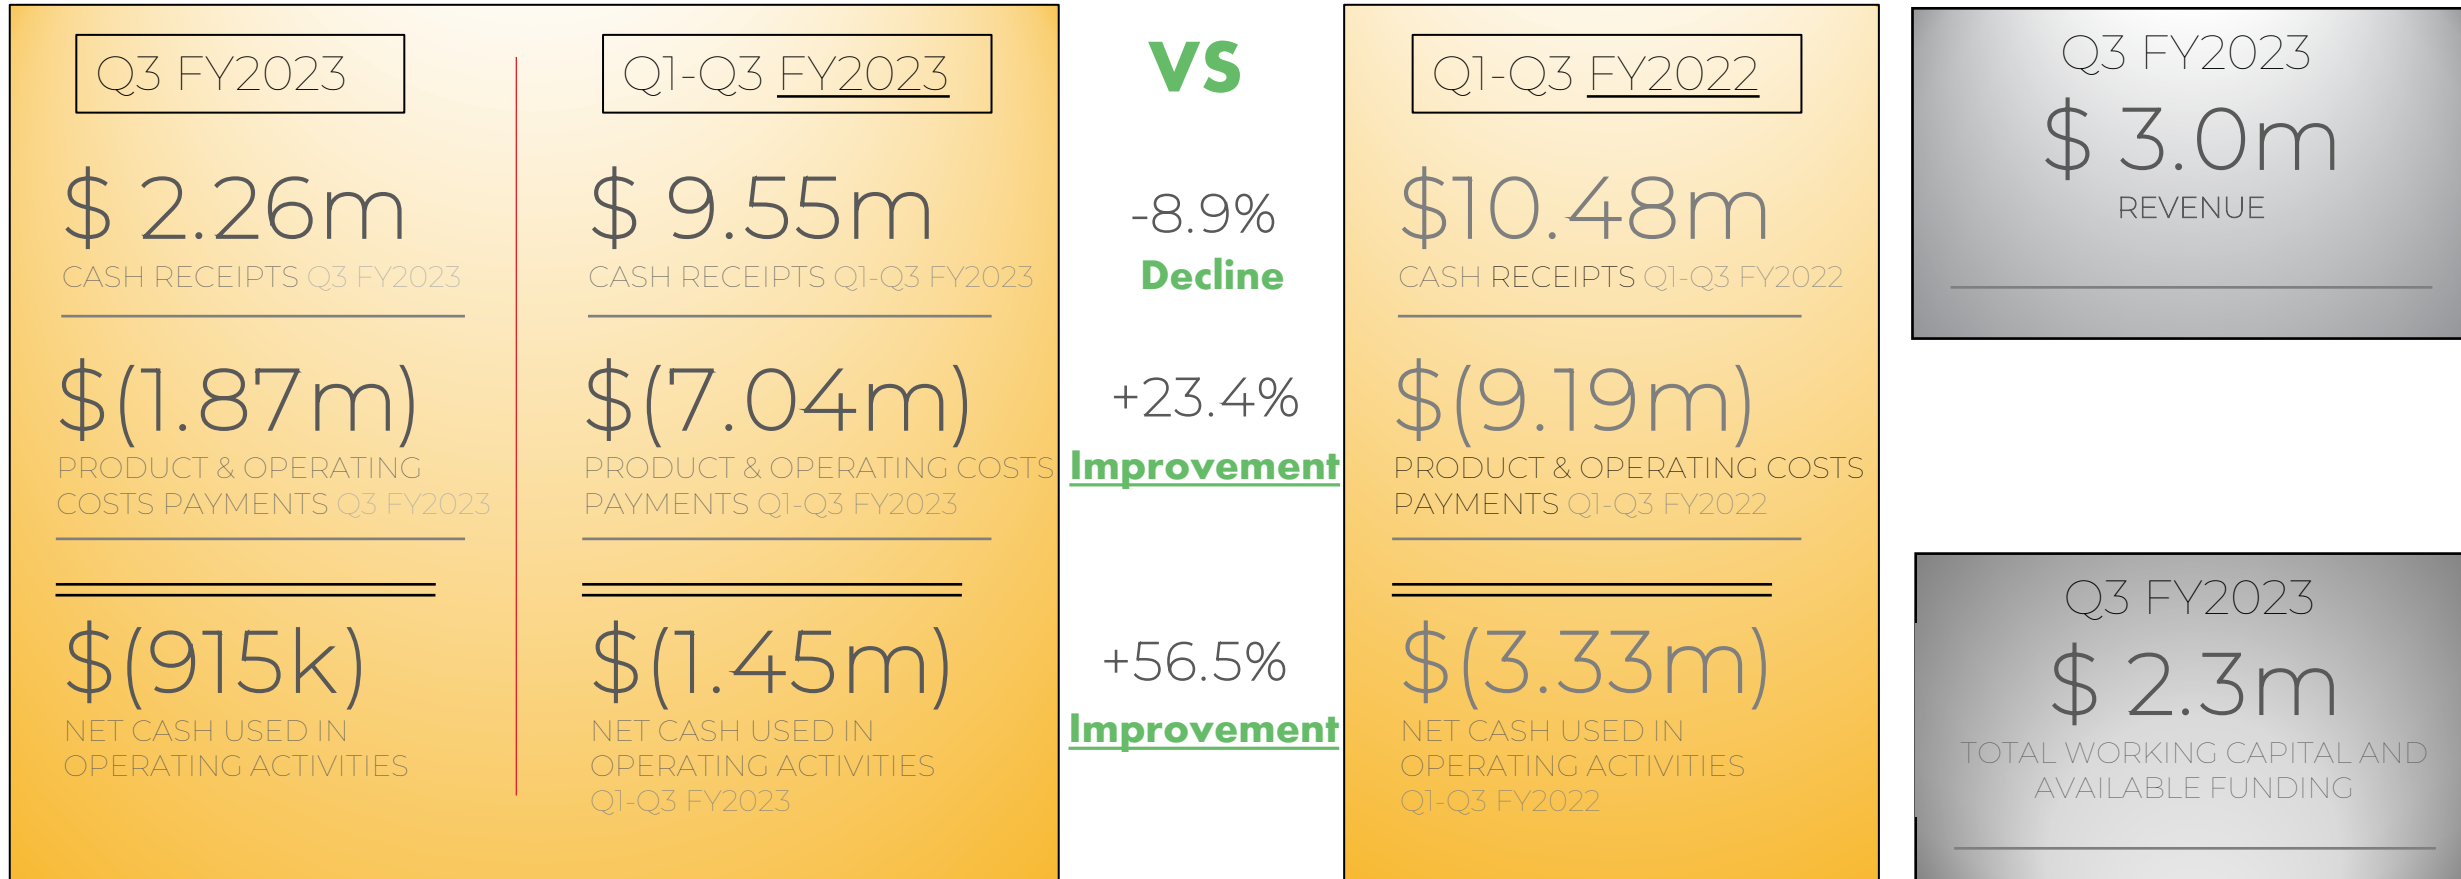 Q3 FY2023
$ 2.26m
CASH RECEIPTS Q3 FY2023
$(1.87m)
PRODUCT & OPERATING
COSTS PAYMENTS Q3 FY2023
$(915k)
NET CASH USED IN
OPERATING ACTIVITIES
Q1-Q3 FY2023
$ 9.55m
CASH RECEIPTS Q1-Q3 FY2023
$(7.04m)
PRODUCT & OPERATING COSTS
PAYMENTS Q1-Q3 FY2023
$(1.45m)
NET CASH USED IN
OPERATING ACTIVITIES
Q1-Q3 FY2023
VS
-8.9%
Decline
+23.4%
Improvement
+56.5%
Improvement
Q1-Q3 FY2022
$10.48m
CASH RECEIPTS Q1-Q3 FY2022
$(9.19m)
PRODUCT & OPERATING COSTS
PAYMENTS Q1-Q3 FY2022
$(3.33m)
NET CASH USED IN
OPERATING ACTIVITIES
Q1-Q3 FY2022
Q3 FY2023
$ 3.0m
REVENUE
Q3 FY2023
$ 2.3m
TOTAL WORKING CAPITAL AND
AVAILABLE FUNDING